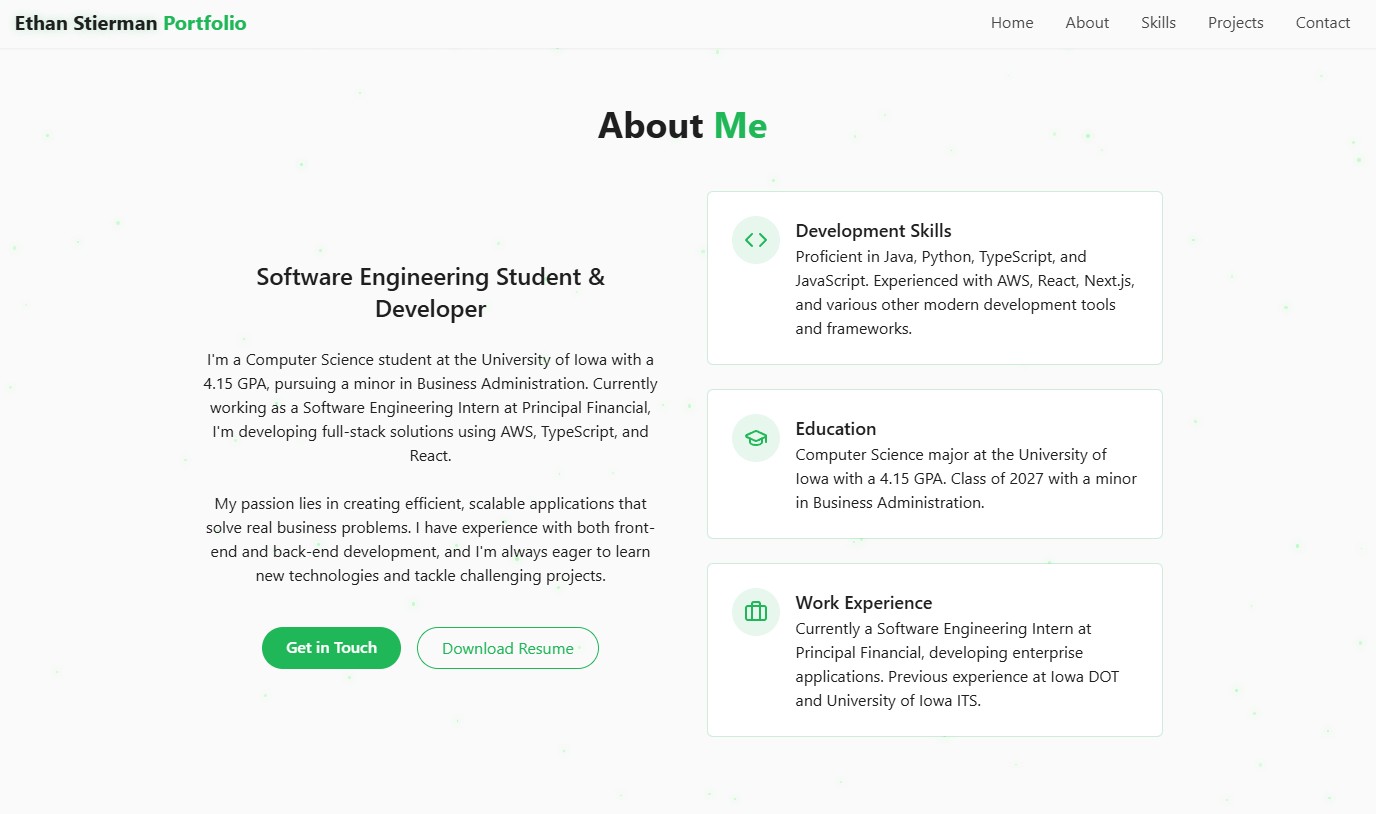 Ethan Stierman Portfolio
Home About Skills Projects Contact
About Me
Software Engineering Student &
Developer
I'm a Computer Science student at the University of Iowa with a
4.15 GPA, pursuing a minor in Business Administration. Currently
working as a Software Engineering Intern at Principal Financial,
I'm developing full-stack solutions using AWS, TypeScript, and
React.
My passion lies in creating efficient, scalable applications that
solve real business problems. I have experience with both front-
end and back-end development, and I'm always eager to learn
new technologies and tackle challenging projects.
Get in Touch
Download Resume
Development Skills
Proficient in Java, Python, TypeScript, and
JavaScript. Experienced with AWS, React, Next.js,
and various other modern development tools
and frameworks.
Education
Computer Science major at the University of
Iowa with a 4.15 GPA. Class of 2027 with a minor
in Business Administration.
Work Experience
Currently a Software Engineering Intern at
Principal Financial, developing enterprise
applications. Previous experience at Iowa DOT
and University of Iowa ITS.